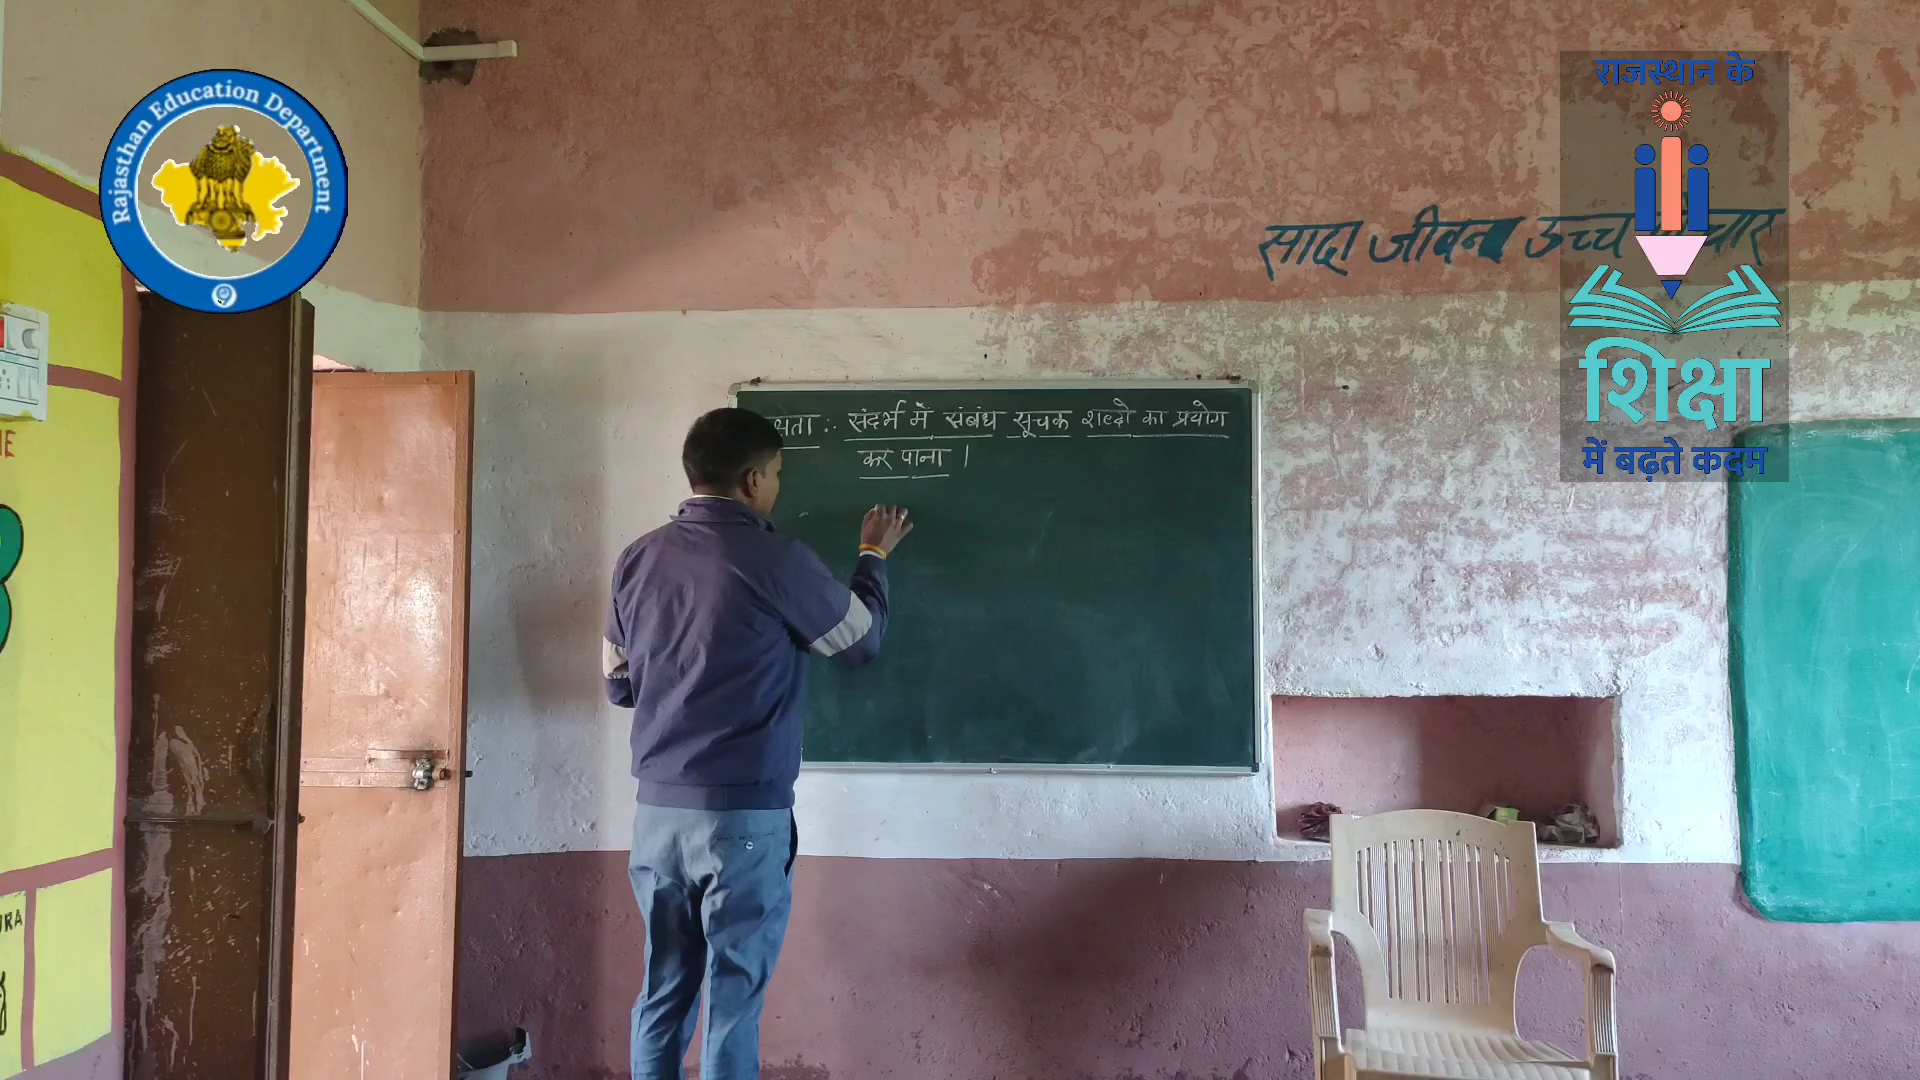 Rajasthan Education Department
राजस्थान के
शिक्षा
में बढ़ते कदम
सादा जीवन उच्च
संदर्भ में संबंध सूचक शब्दो का प्रयोग
कर पाना ।